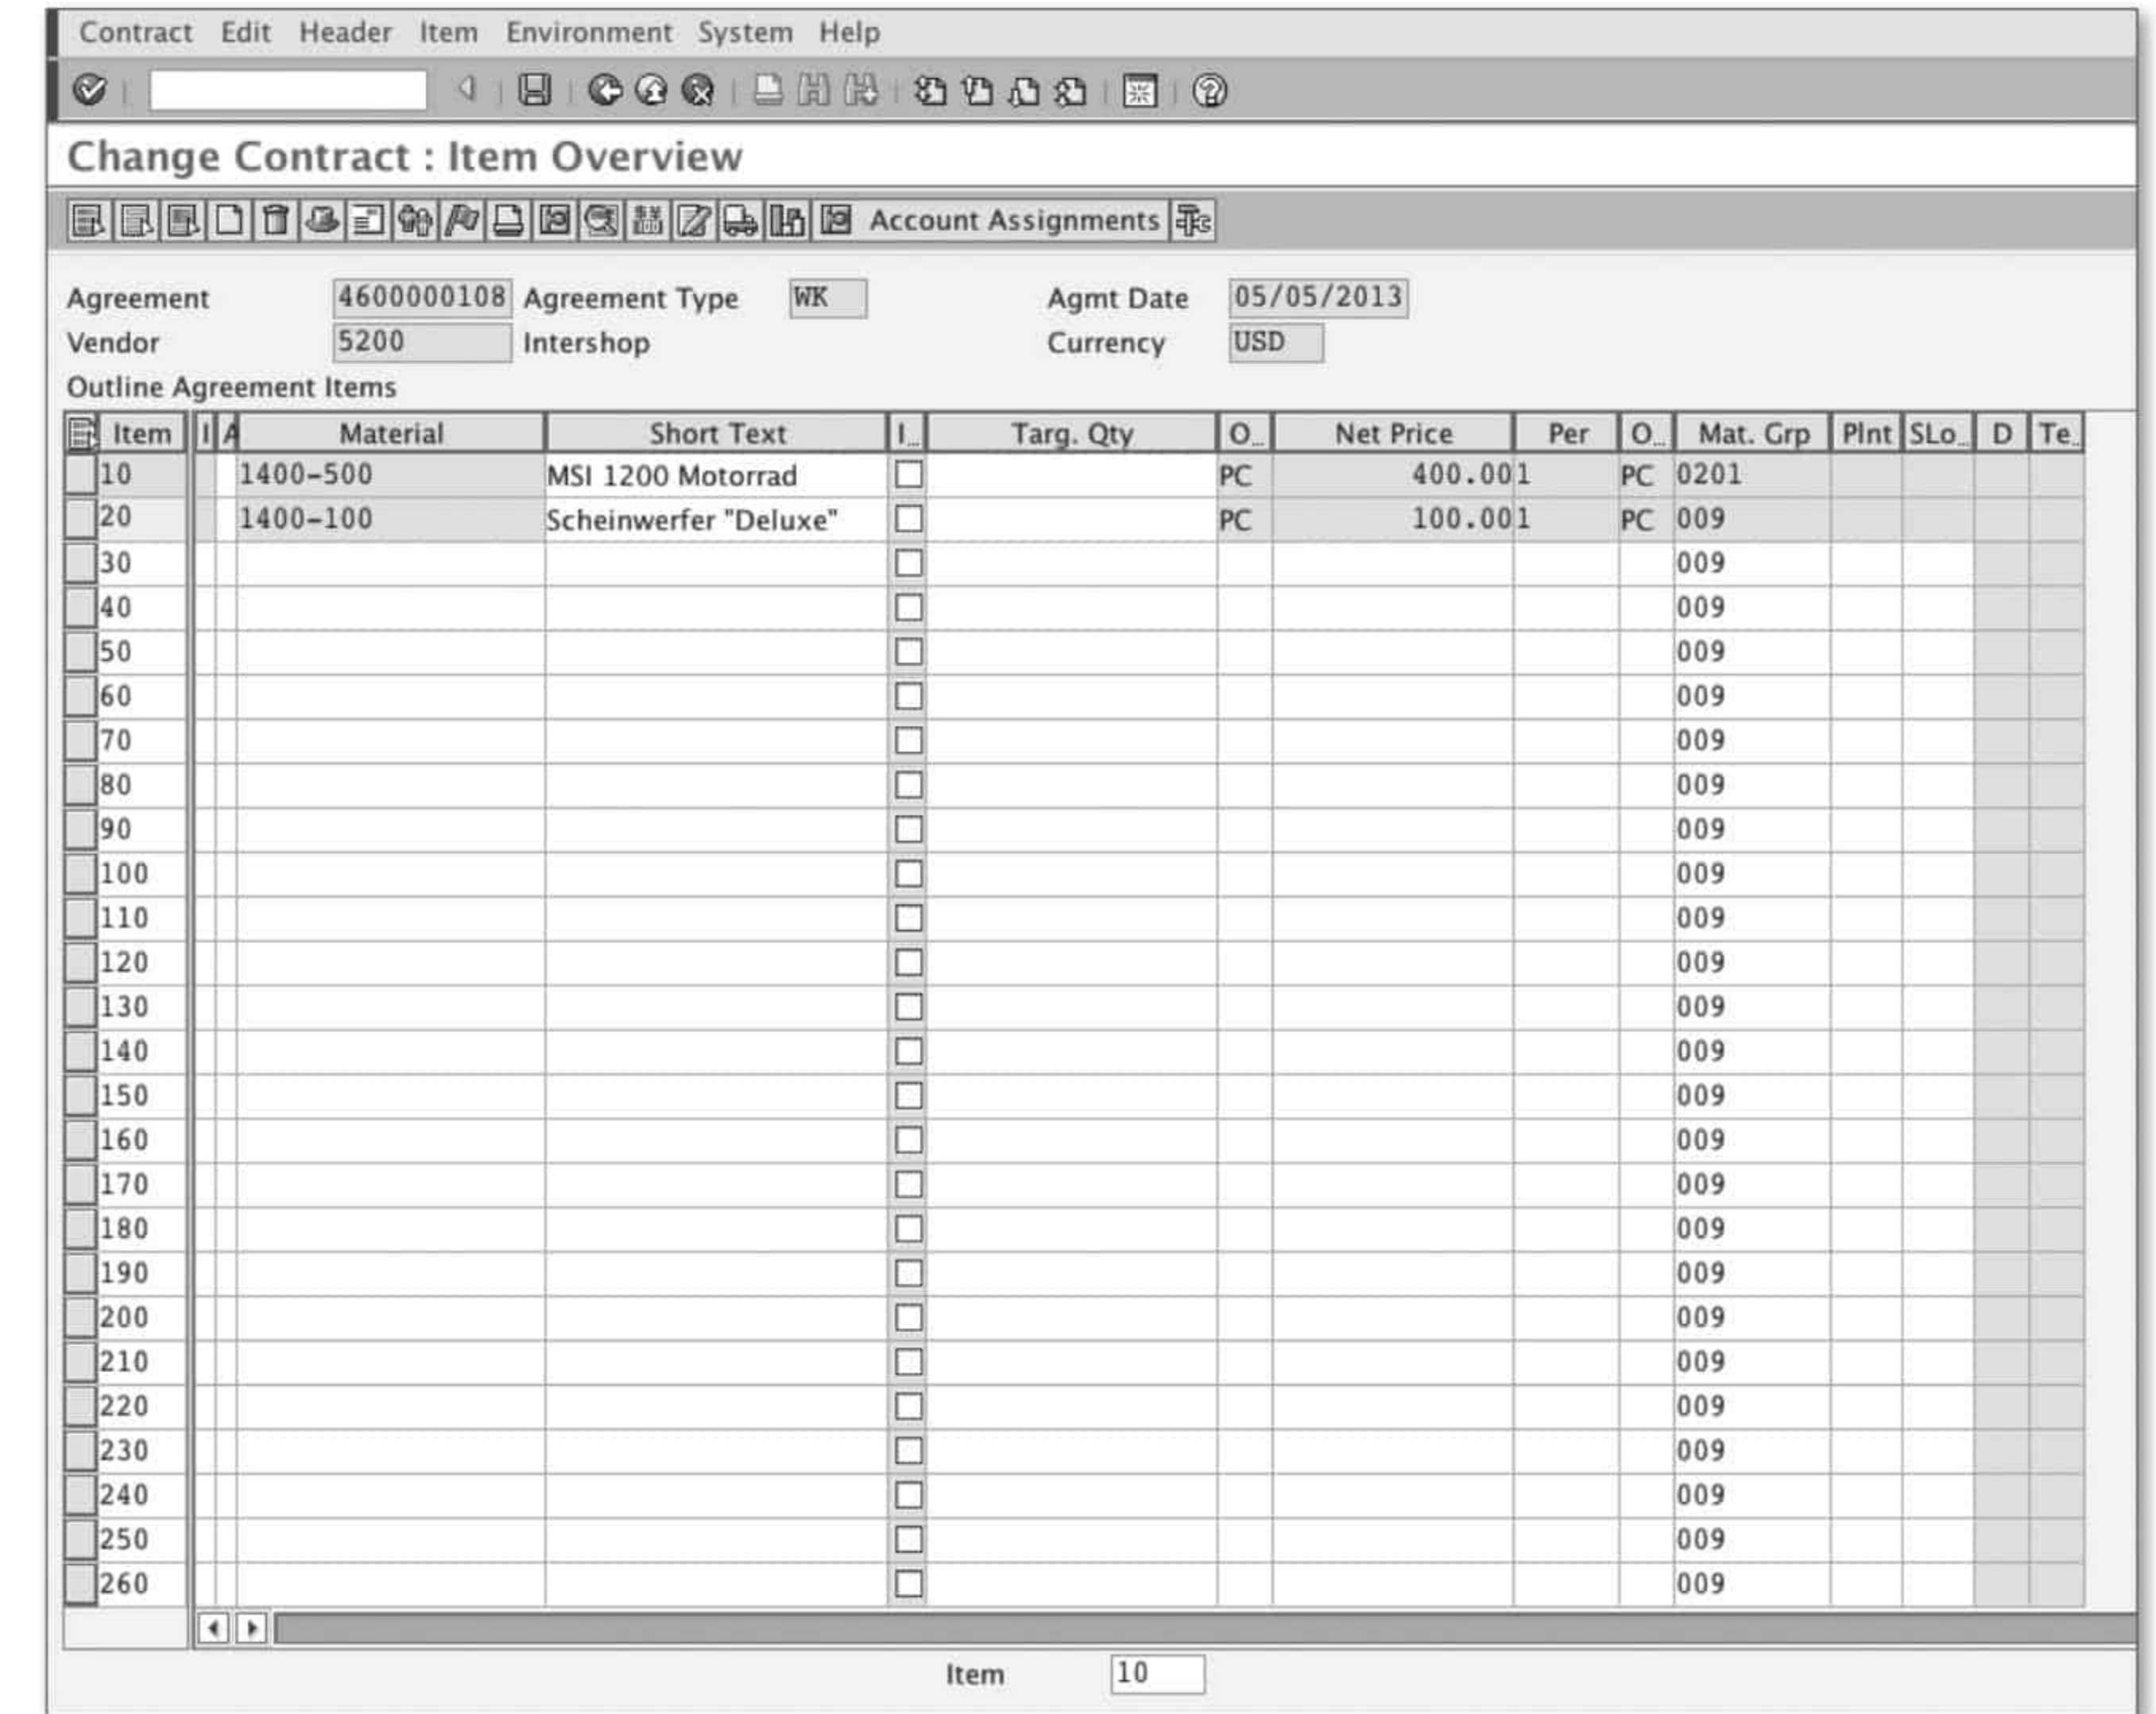 Contract Edit Header Item Environment System Help
Change Contract : Item Overview
Account Assignments
Agreement 4600000108 Agreement Type WK Agmt Date 05/05/2013
Vendor 5200 Intershop Currency USD
Outline Agreement Items
Item I A Material Short Text I.. Targ. Qty O.. Net Price Per O.. Mat. Grp Plnt SLo.. D Te..
10 1400-500 MSI 1200 Motorrad PC 400.00 1 PC 0201
20 1400-100 Scheinwerfer "Deluxe" PC 100.00 1 PC 009
30 009
40 009
50 009
60 009
70 009
80 009
90 009
100 009
110 009
120 009
130 009
140 009
150 009
160 009
170 009
180 009
190 009
200 009
210 009
220 009
230 009
240 009
250 009
260 009
Item 10